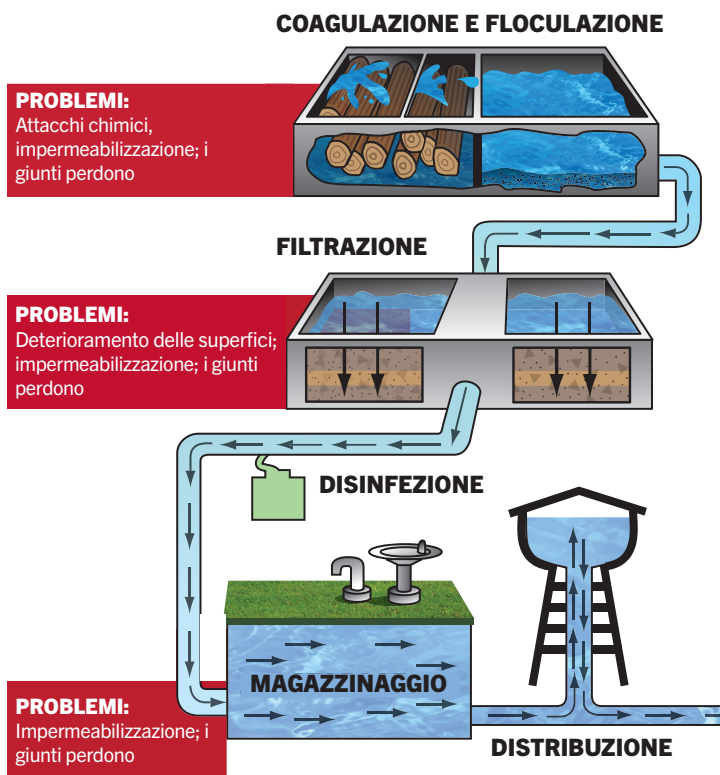 COAGULAZIONE E FLOCULAZIONE
PROBLEMI:
Attacchi chimici,
impermeabilizzazione; i
giunti perdono
FILTRAZIONE
PROBLEMI:
Deterioramento delle superfici;
impermeabilizzazione; i giunti
perdono
DISINFEZIONE
MAGAZZINAGGIO
PROBLEMI:
Impermeabilizzazione; i
giunti perdono
DISTRIBUZIONE